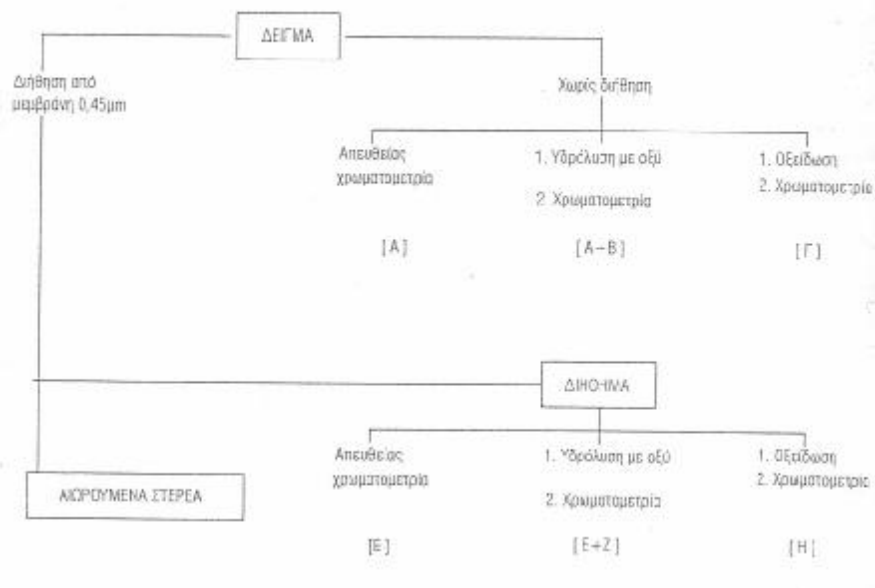 ΔΕΙΓΜΑ
Διήθηση από
μεμβράνη 0,45μm
Χωρίς διήθηση
Απευθείας
χρωματομετρία
[Α]
1. Υδρόλυση με οξύ
2 Χρωματομετρία
[Α-Β]
1. Οξείδωση
2. Χρωματομετρία
[Γ]
ΑΙΩΡΟΥΜΕΝΑ ΣΤΕΡΕΑ
Απευθείας
χρωματομετρία
[Ε]
1. Υδρόλυση με οξύ
2. Χρωματομετρία
[Ε+Ζ]
1. Οξείδωση
2. Χρωματομετρία
[Η]